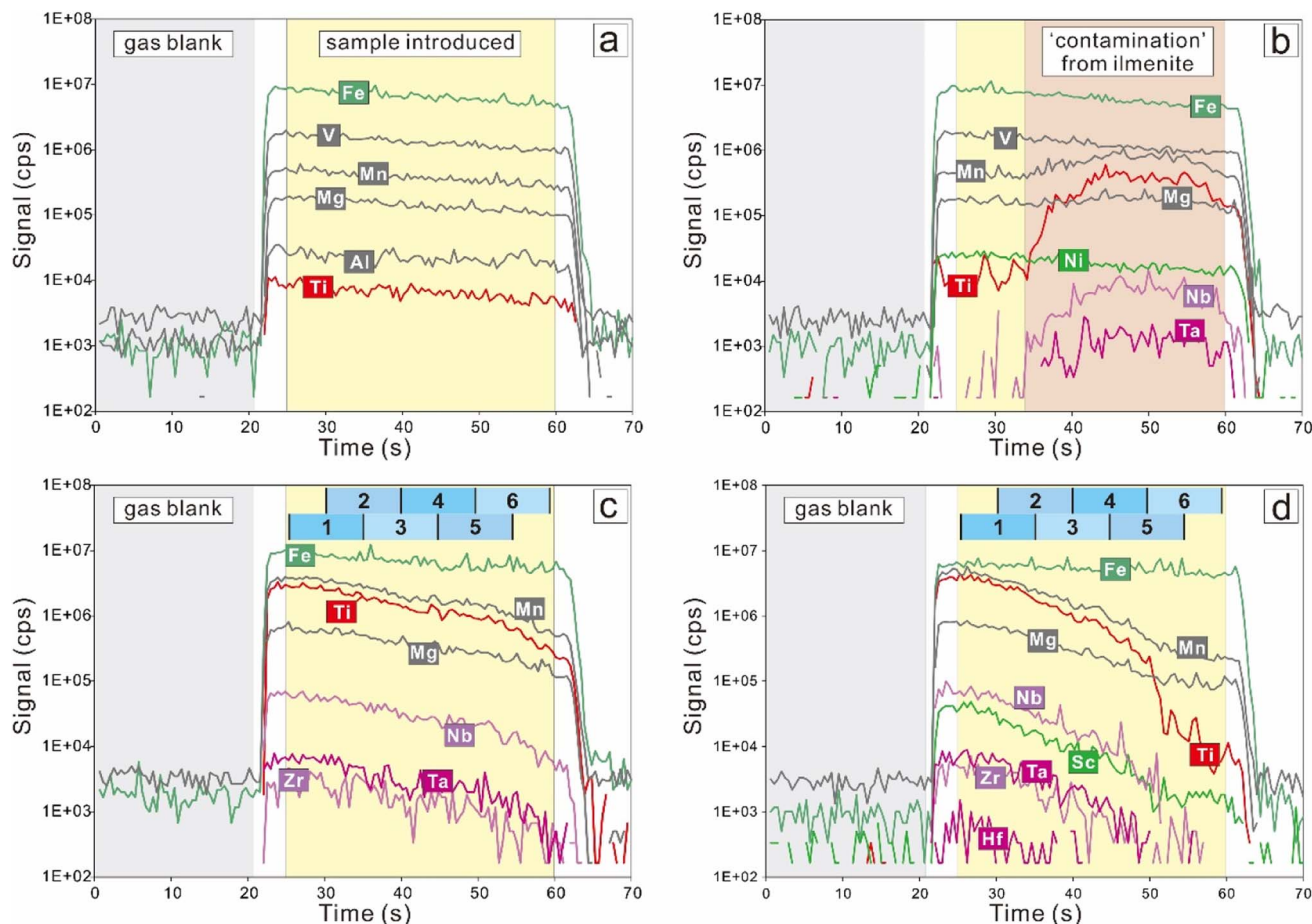 1E+08
1E+07
1E+06
1E+05
1E+04
1E+03
1E+02
Signal (cps)
gas blank
sample introduced
a
Fe
V
Mn
Mg
Al
Ti
0 10 20 30 40 50 60 70
Time (s)
1E+08
1E+07
1E+06
1E+05
1E+04
1E+03
1E+02
Signal (cps)
gas blank
'contamination'
from ilmenite
b
Fe
V
Mn
Mg
Ni
Ti
Nb
Ta
0 10 20 30 40 50 60 70
Time (s)
1E+08
1E+07
1E+06
1E+05
1E+04
1E+03
1E+02
Signal (cps)
gas blank
2 4 6
1 3 5
c
Fe
Mn
Ti
Mg
Nb
Ta
Zr
0 10 20 30 40 50 60 70
Time (s)
1E+08
1E+07
1E+06
1E+05
1E+04
1E+03
1E+02
Signal (cps)
gas blank
2 4 6
1 3 5
d
Fe
Mg
Mn
Nb
Sc
Ti
Zr
Ta
Hf
0 10 20 30 40 50 60 70
Time (s)